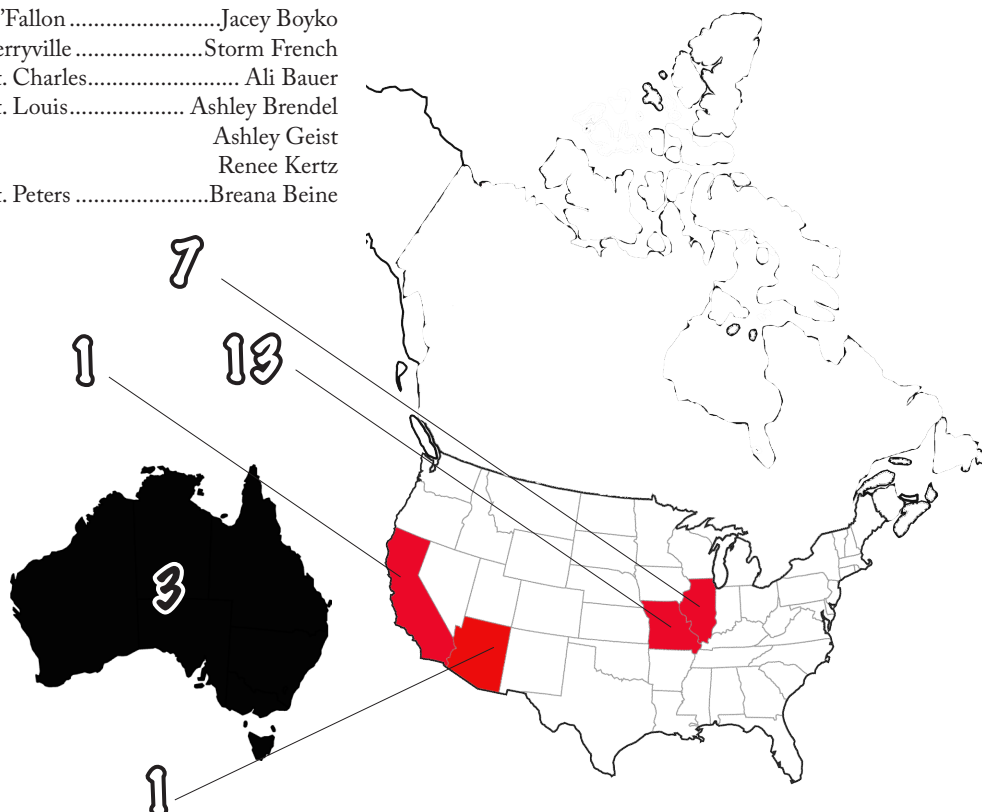 'Fallon ............................Jacey Boyko
erryville .......................Storm French
t. Charles........................... Ali Bauer
t. Louis.................... Ashley Brendel
Ashley Geist
Renee Kertz
t. Peters ........................Breana Beine
7
1
13
3
1